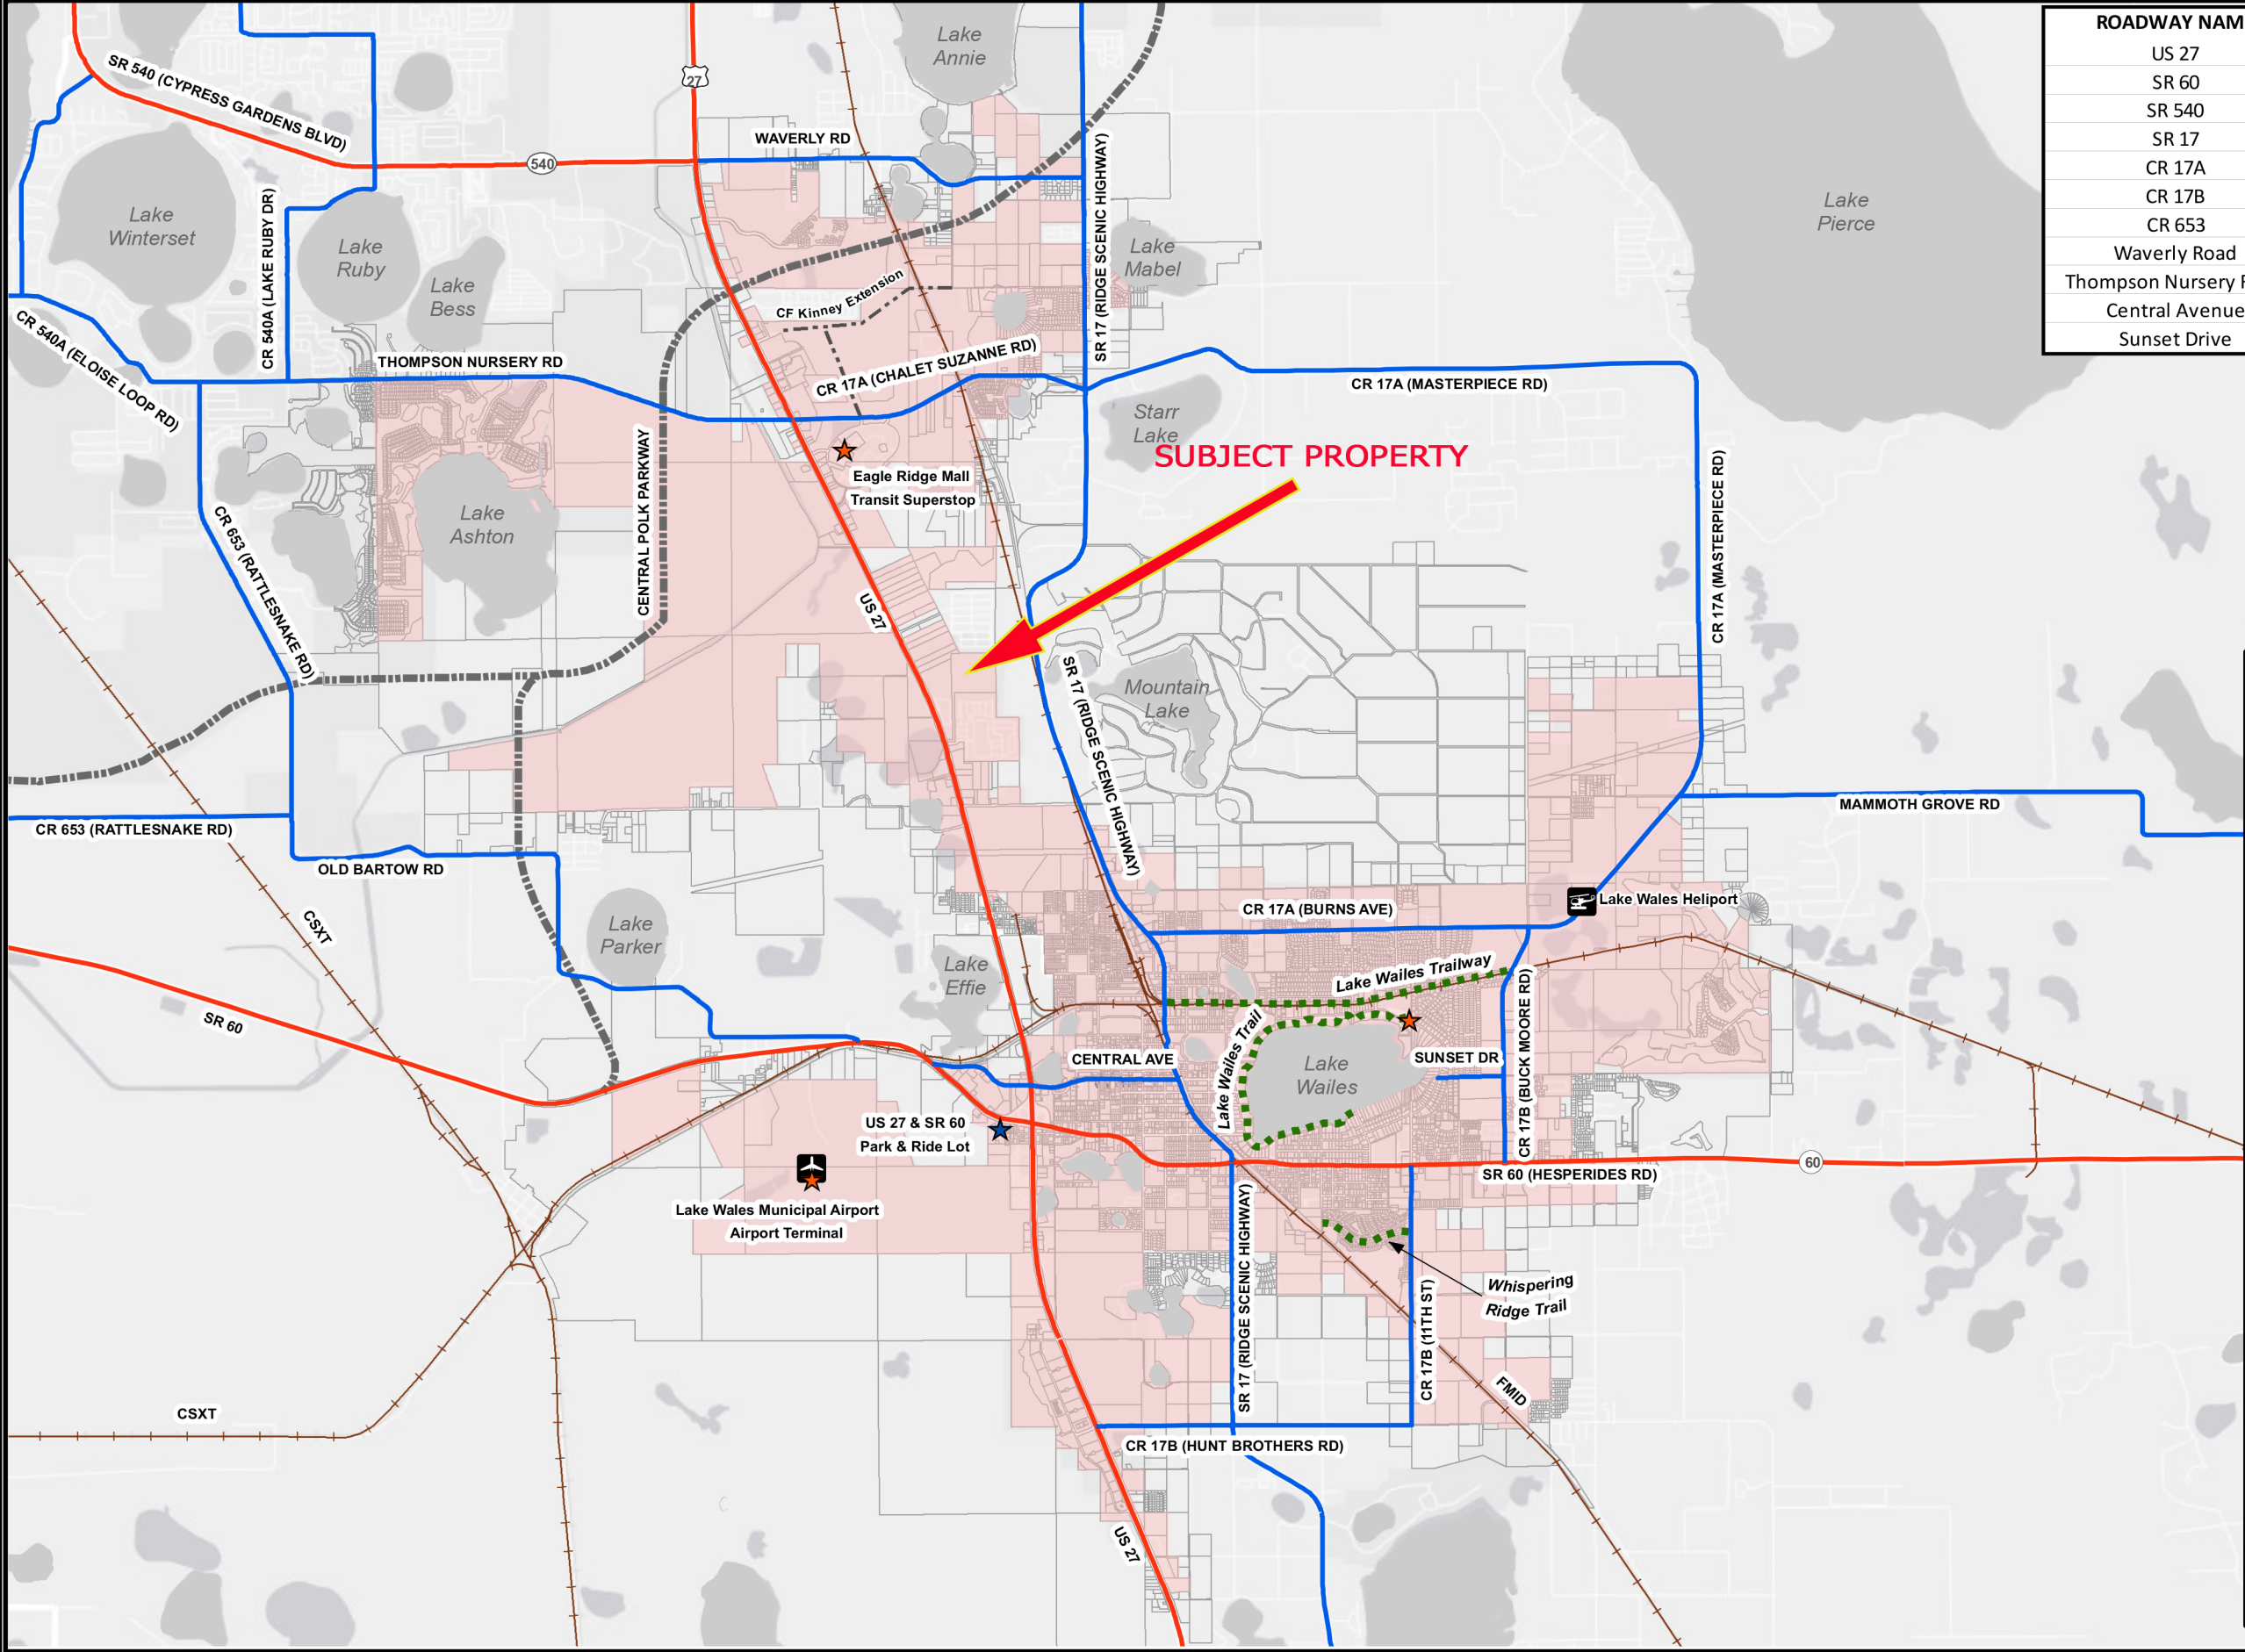 ROADWAY NAM
US 27
SR 60
SR 540
SR 17
CR 17A
CR 17B
CR 653
Waverly Road
Thompson Nursery R
Central Avenue
Sunset Drive
Lake
Annie
SR 540 (CYPRESS GARDENS BLVD)
27
WAVERLY RD
540
SR 17 (RIDGE SCENIC HIGHWAY)
Lake
Winterset
CR 540A (LAKE RUBY DR)
Lake
Ruby
Lake
Bess
Lake
Mabel
Lake
Pierce
CF Kinney Extension
CR 540A (ELOISE LOOP RD)
THOMPSON NURSERY RD
CR 17A (CHALET SUZANNE RD)
CR 17A (MASTERPIECE RD)
Starr
Lake
SUBJECT PROPERTY
Eagle Ridge Mall
Transit Superstop
CENTRAL POLK PARKWAY
Lake
Ashton
CR 653 (RATTLESNAKE RD)
US 27
CR 17A (MASTERPIECE RD)
SR 17 (RIDGE SCENIC HIGHWAY)
Mountain
Lake
MAMMOTH GROVE RD
CR 653 (RATTLESNAKE RD)
OLD BARTOW RD
CSXT
Lake
Parker
Lake
Effie
CR 17A (BURNS AVE)
Lake Wales Heliport
Lake Wailes Trailway
CR 17B (BUCK MOORE RD)
SR 60
Lake Wailes Trail
CENTRAL AVE
Lake
Wailes
SUNSET DR
US 27 & SR 60
Park & Ride Lot
60
SR 60 (HESPERIDES RD)
Lake Wales Municipal Airport
Airport Terminal
SR 17 (RIDGE SCENIC HIGHWAY)
Whispering
Ridge Trail
CR 17B (11TH ST)
FMID
CSXT
CR 17B (HUNT BROTHERS RD)
US 27